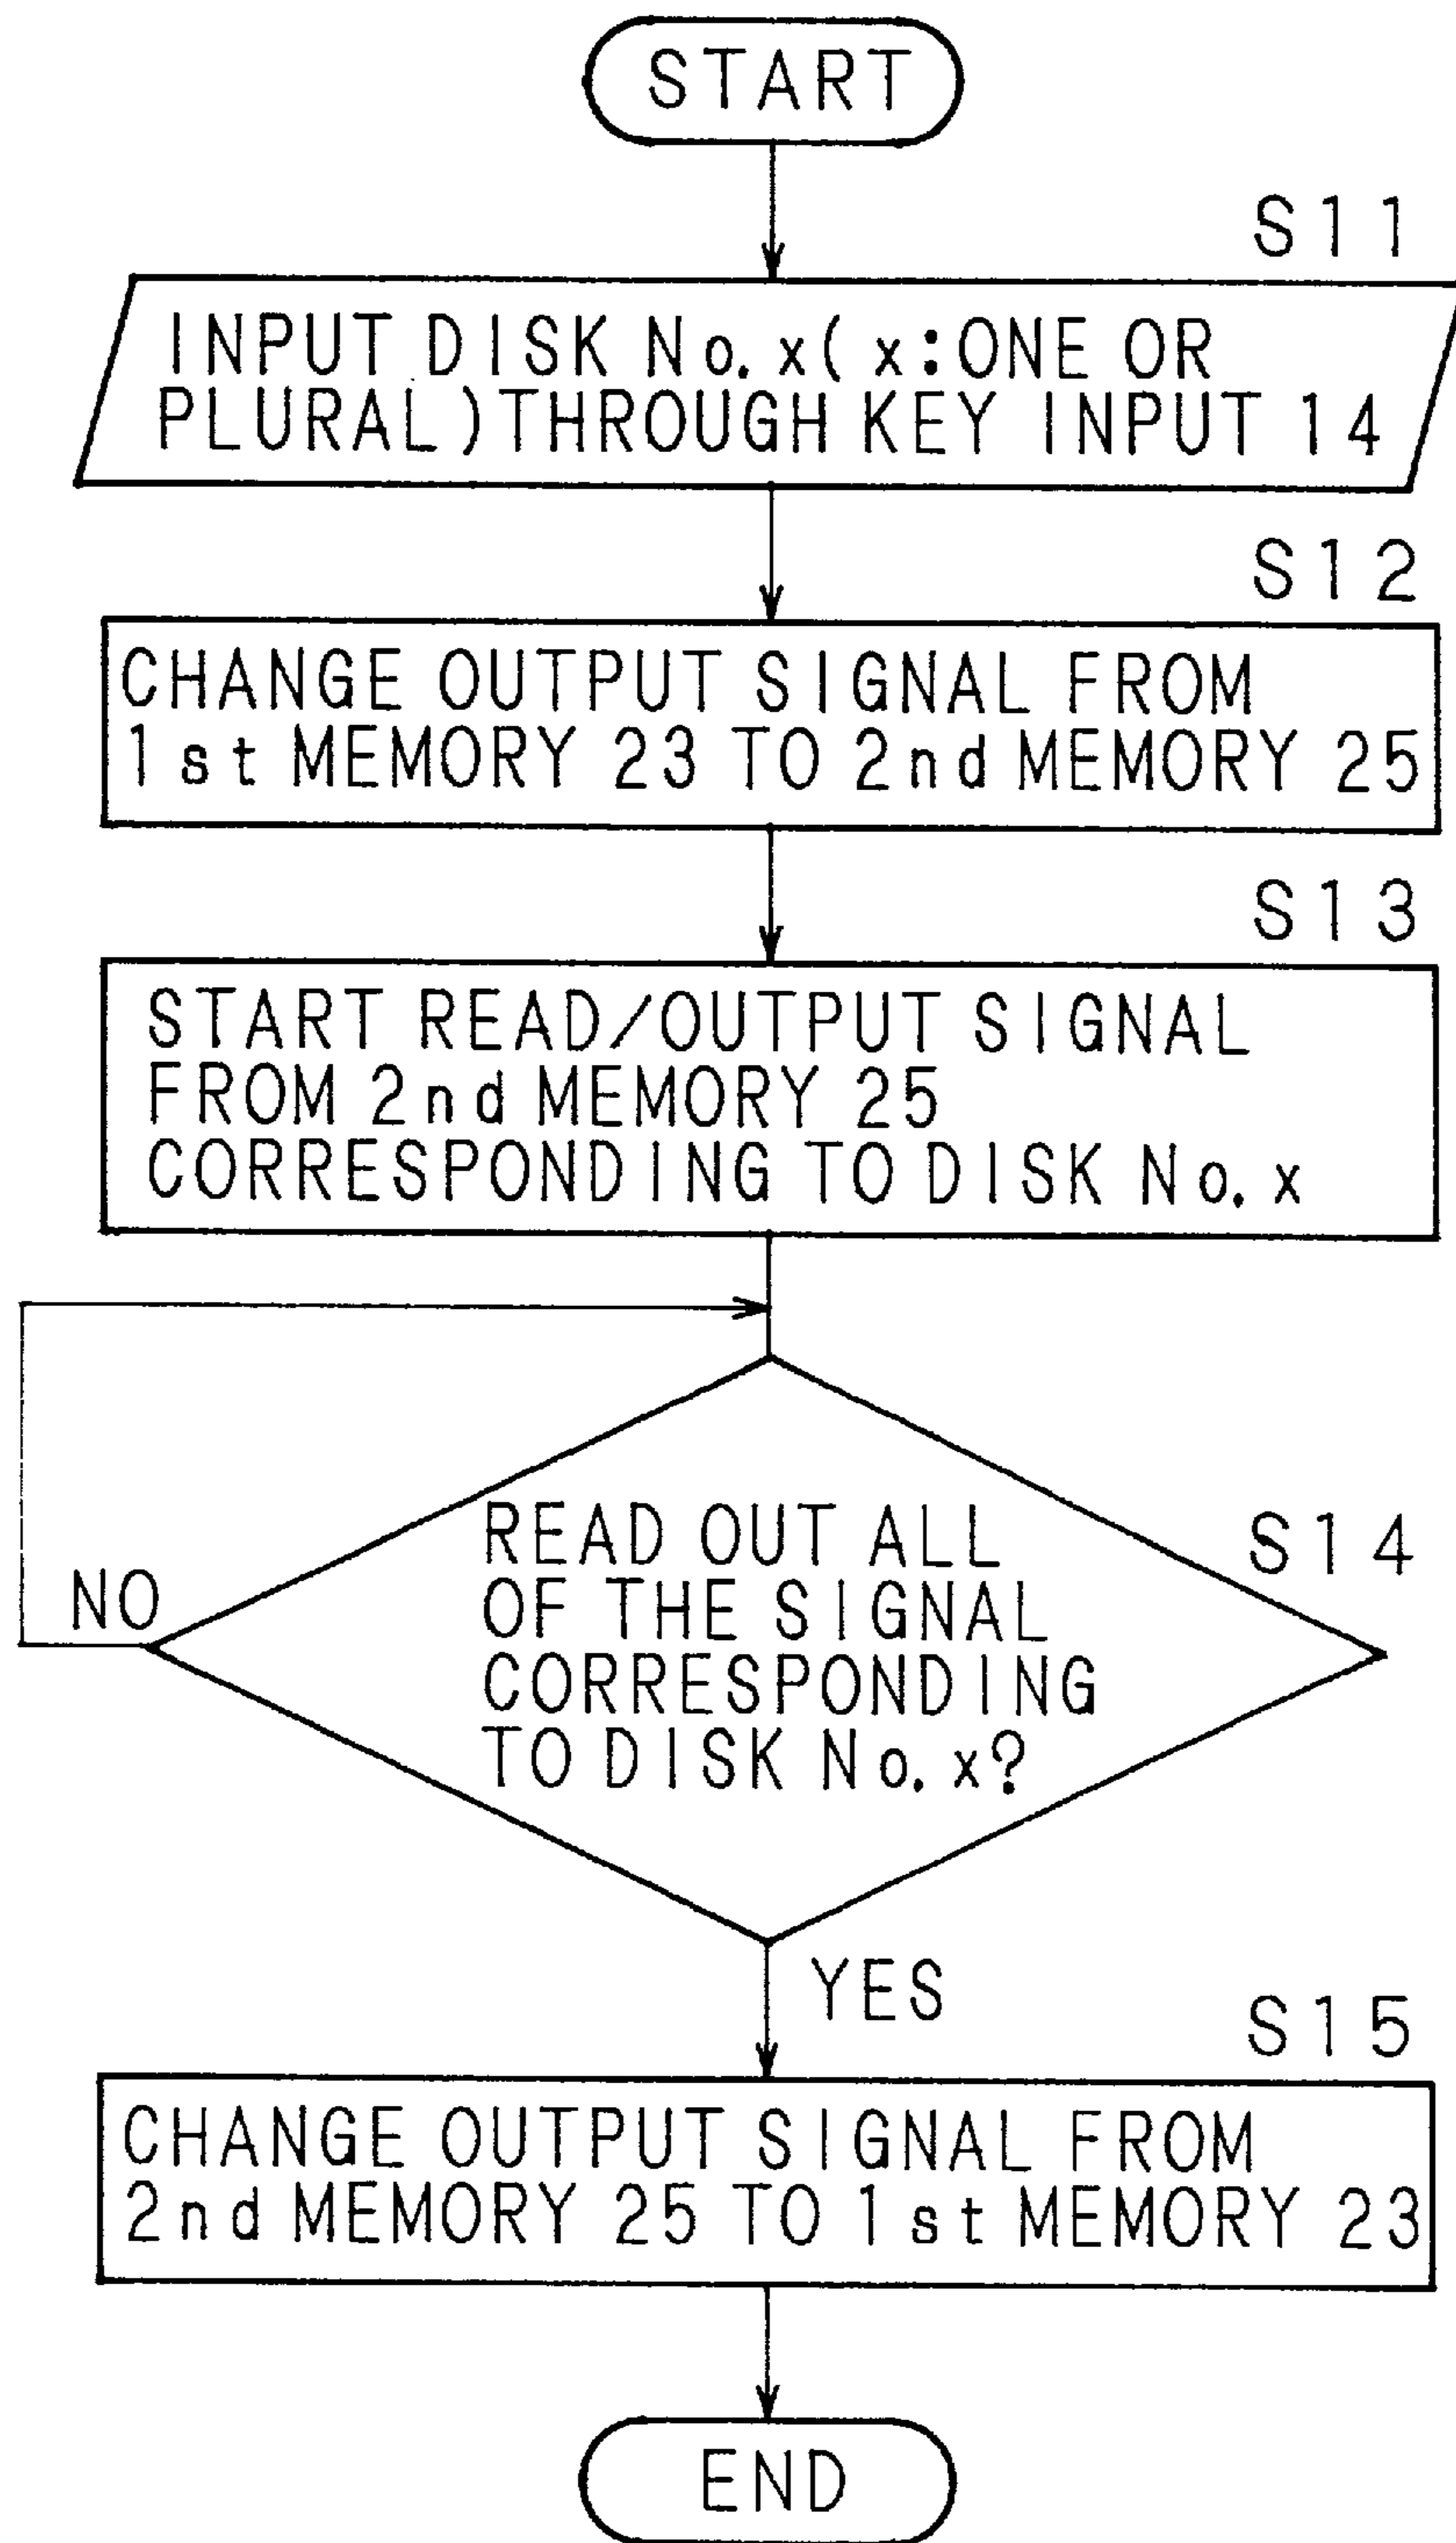 START
S11
INPUT DISK No. x( x:ONE OR
PLURAL)THROUGH KEY INPUT 14
S12
CHANGE OUTPUT SIGNAL FROM
1st MEMORY 23 TO 2nd MEMORY 25
S13
START READ/OUTPUT SIGNAL
FROM 2nd MEMORY 25
CORRESPONDING TO DISK No. x
S14
READ OUT ALL
OF THE SIGNAL
CORRESPONDING
TO DISK No. x?
NO
YES
S15
CHANGE OUTPUT SIGNAL FROM
2nd MEMORY 25 TO 1st MEMORY 23
END